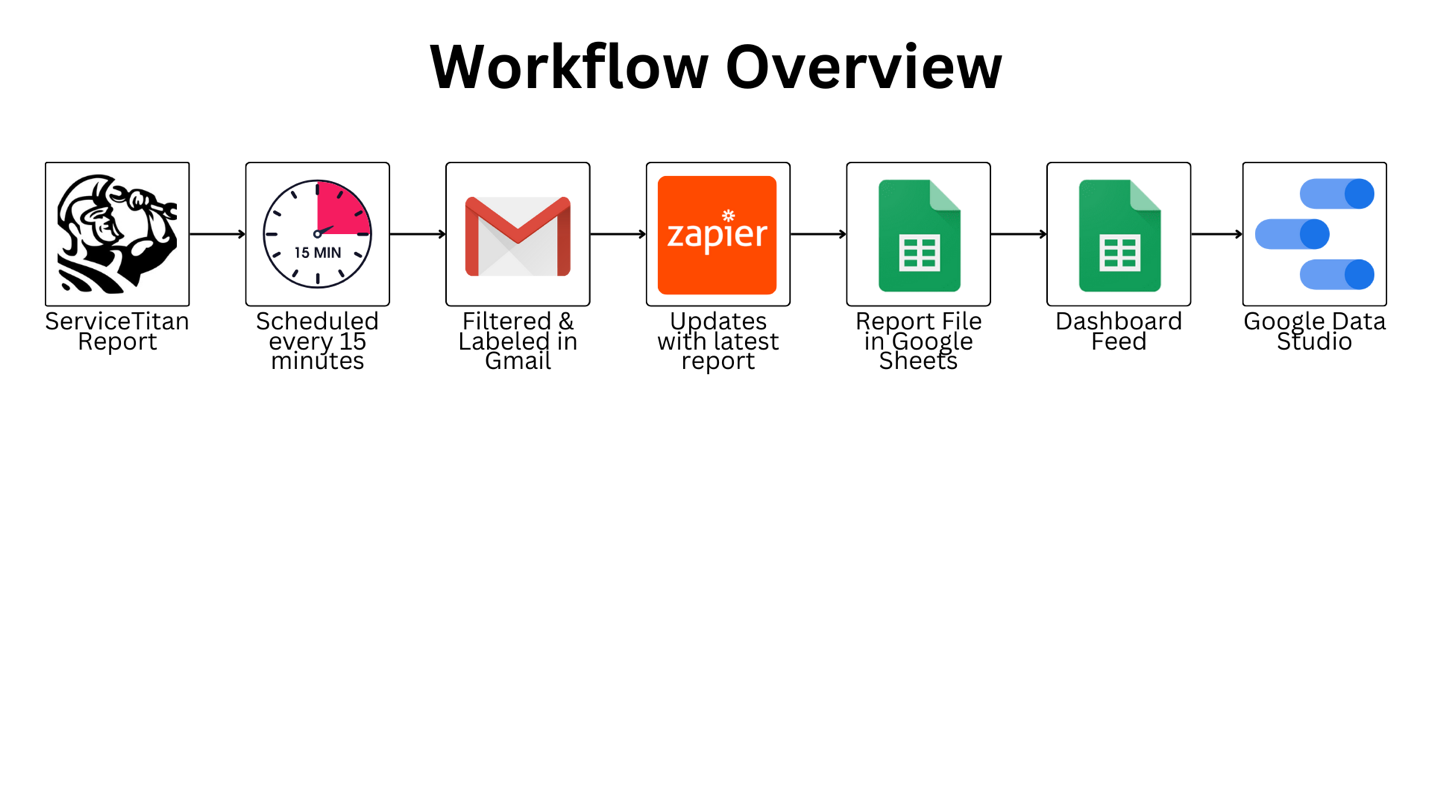 Workflow Overview
15 MIN
zapier
ServiceTitan
Report
Scheduled
every 15
minutes
Filtered &
Labeled in
Gmail
Updates
with latest
report
Report File
in Google
Sheets
Dashboard
Feed
Google Data
Studio